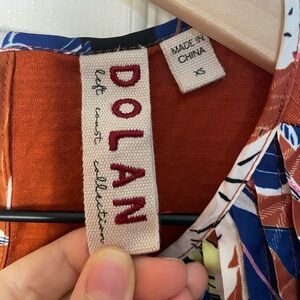 DOLAN
left coast collection
MADE IN
CHINA
XS